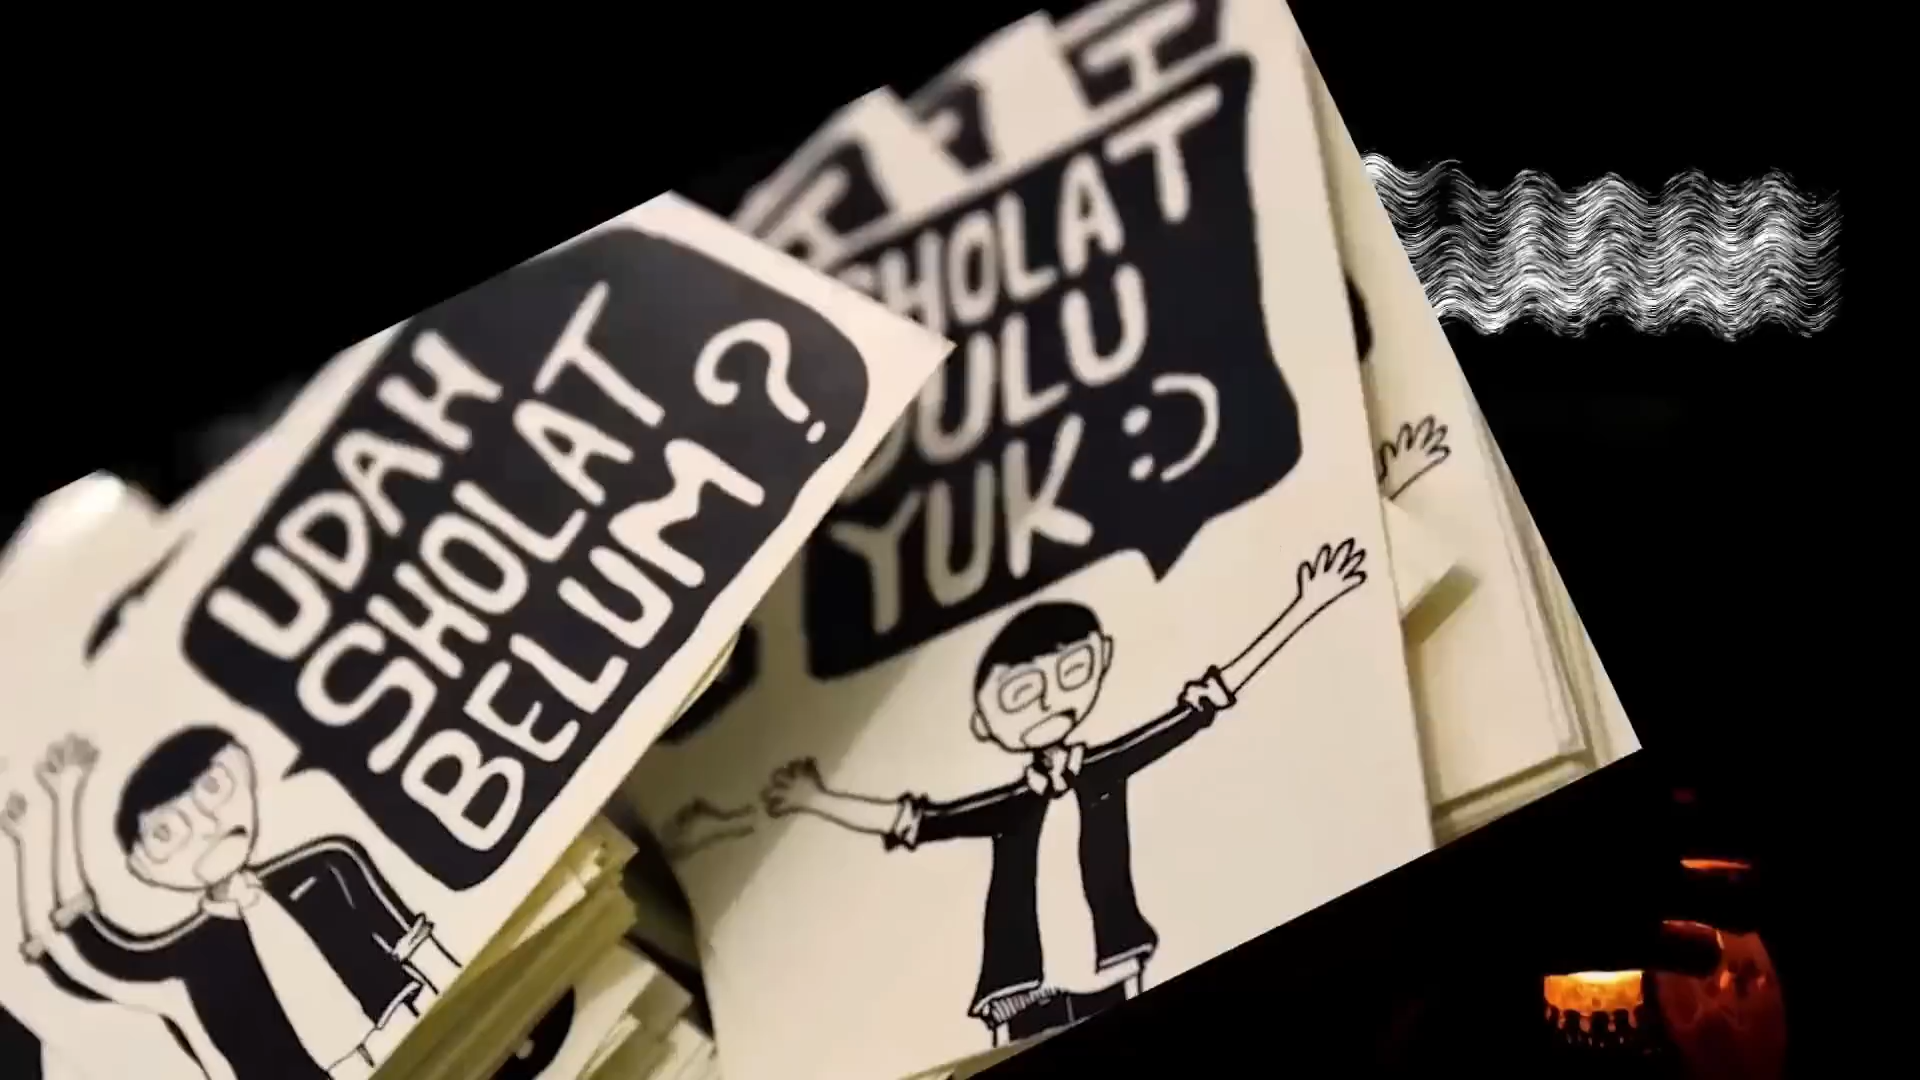 UDAH
SHOLAT
BELUM?
SHOLAT
DULU
YUK :)